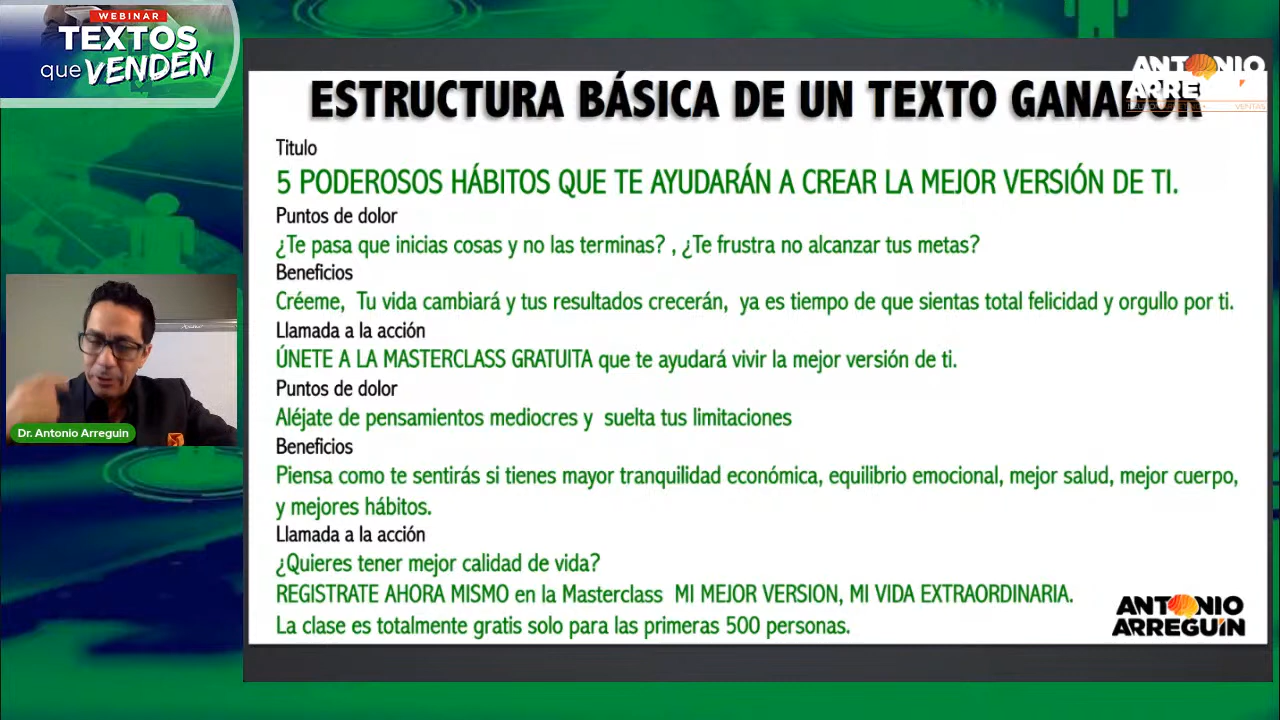 WEBINAR
TEXTOS
que VENDEN
ANTONIO
ARREGUIN
VENTAS
ESTRUCTURA BÁSICA DE UN TEXTO GANADOR
Titulo
5 PODEROSOS HÁBITOS QUE TE AYUDARÁN A CREAR LA MEJOR VERSIÓN DE TI.
Puntos de dolor
¿Te pasa que inicias cosas y no las terminas? , ¿Te frustra no alcanzar tus metas?
Beneficios
Créeme, Tu vida cambiará y tus resultados crecerán, ya es tiempo de que sientas total felicidad y orgullo por ti.
Llamada a la acción
ÚNETE A LA MASTERCLASS GRATUITA que te ayudará vivir la mejor versión de ti.
Puntos de dolor
Aléjate de pensamientos mediocres y suelta tus limitaciones
Beneficios
Piensa como te sentirás si tienes mayor tranquilidad económica, equilibrio emocional, mejor salud, mejor cuerpo,
y mejores hábitos.
Llamada a la acción
¿Quieres tener mejor calidad de vida?
REGISTRATE AHORA MISMO en la Masterclass MI MEJOR VERSION, MI VIDA EXTRAORDINARIA.
La clase es totalmente gratis solo para las primeras 500 personas.
ANTONIO
ARREGUIN
Dr. Antonio Arreguin